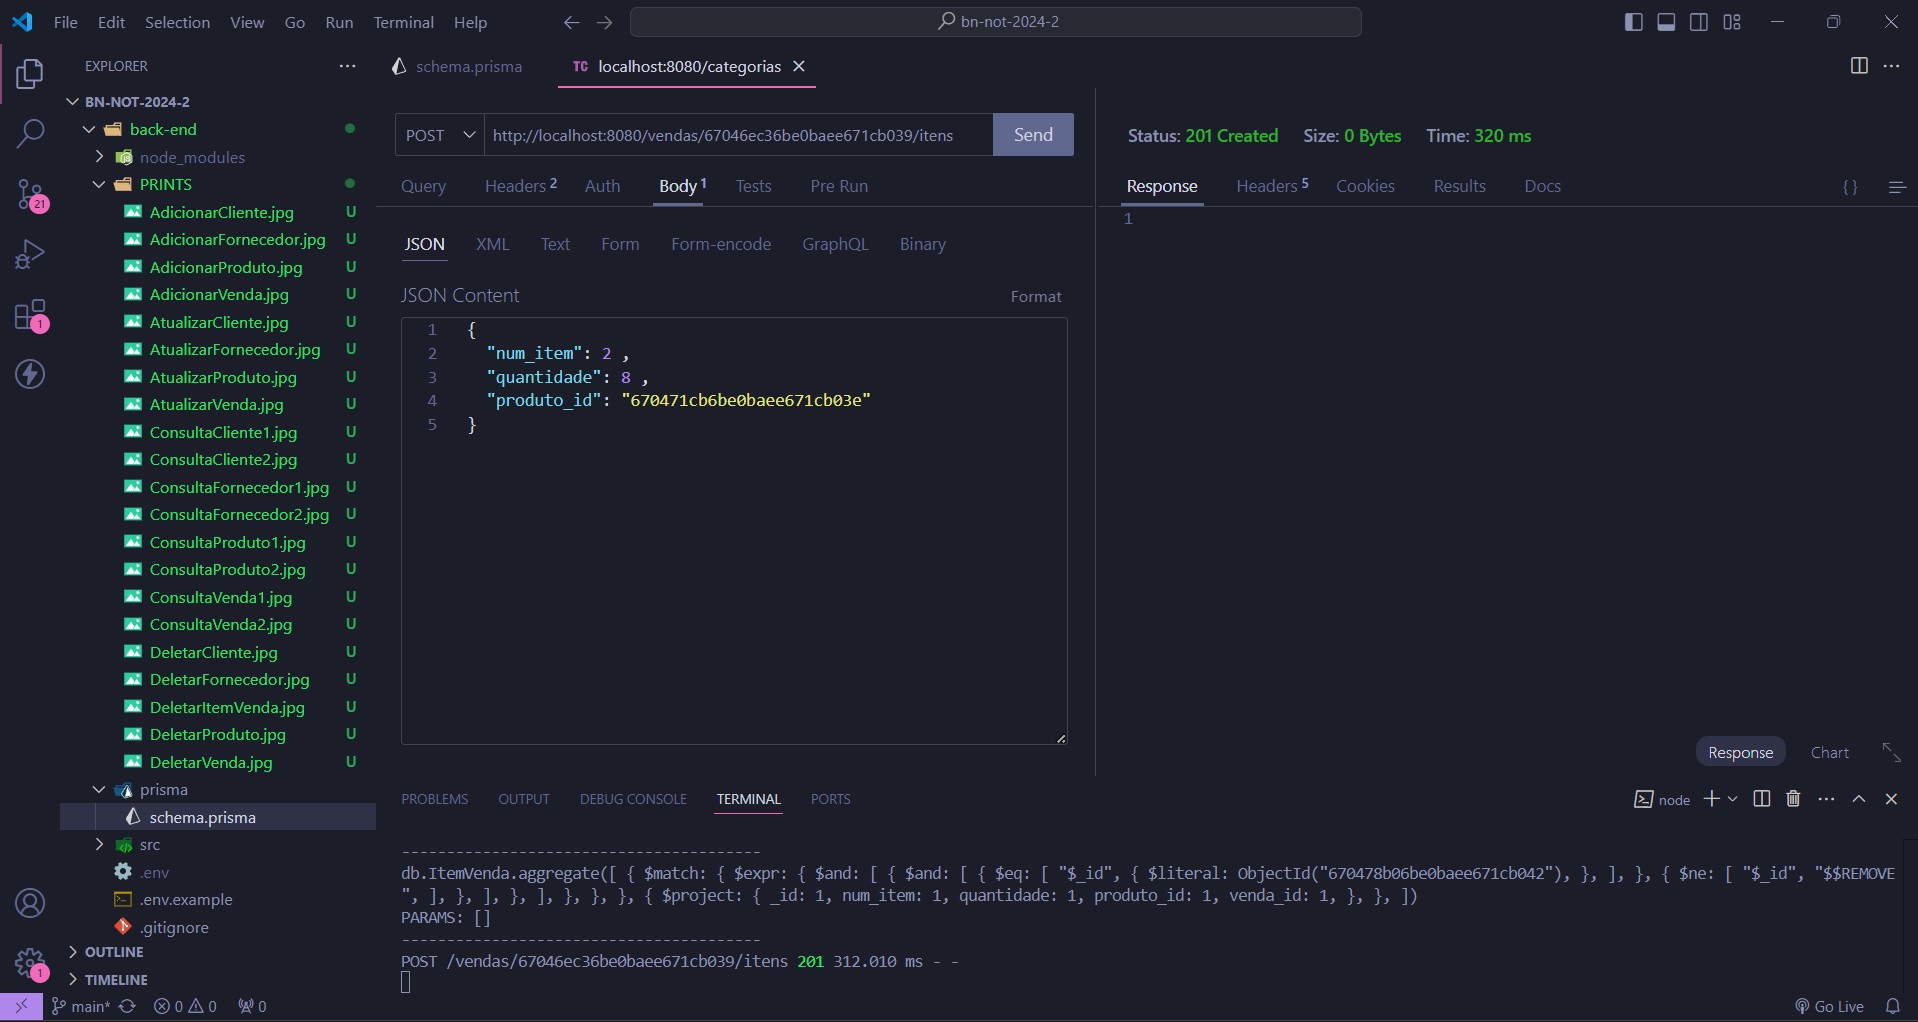 File Edit Selection View Go Run Terminal Help
bn-not-2024-2
EXPLORER
BN-NOT-2024-2
back-end
node_modules
PRINTS
AdicionarCliente.jpg U
AdicionarFornecedor.jpg U
AdicionarProduto.jpg U
AdicionarVenda.jpg U
AtualizarCliente.jpg U
AtualizarFornecedor.jpg U
AtualizarProduto.jpg U
AtualizarVenda.jpg U
ConsultaCliente1.jpg U
ConsultaCliente2.jpg U
ConsultaFornecedor1.jpg U
ConsultaFornecedor2.jpg U
ConsultaProduto1.jpg U
ConsultaProduto2.jpg U
ConsultaVenda1.jpg U
ConsultaVenda2.jpg U
DeletarCliente.jpg U
DeletarFornecedor.jpg U
DeletarItemVenda.jpg U
DeletarProduto.jpg U
DeletarVenda.jpg U
prisma
schema.prisma
src
.env
.env.example
.gitignore
OUTLINE
TIMELINE
21
1
1
schema.prisma
TC localhost:8080/categorias
POST http://localhost:8080/vendas/67046ec36be0baee671cb039/itens Send
Query Headers 2 Auth Body 1 Tests Pre Run
JSON XML Text Form Form-encode GraphQL Binary
JSON Content Format
1 {
2 "num_item": 2 ,
3 "quantidade": 8 ,
4 "produto_id": "670471cb6be0baee671cb03e"
5 }
Status: 201 Created Size: 0 Bytes Time: 320 ms
Response Headers 5 Cookies Results Docs { }
1
Response Chart
PROBLEMS OUTPUT DEBUG CONSOLE TERMINAL PORTS
node
----------------------------------------
db.ItemVenda.aggregate([ { $match: { $expr: { $and: [ { $and: [ { $eq: [ "$_id", { $literal: ObjectId("670478b06be0baee671cb042"), }, ], }, { $ne: [ "$_id", "$$REMOVE
", ], }, ], }, ], }, }, }, { $project: { _id: 1, num_item: 1, quantidade: 1, produto_id: 1, venda_id: 1, }, }, ])
PARAMS: []
----------------------------------------
POST /vendas/67046ec36be0baee671cb039/itens 201 312.010 ms - -
main* 0 0 0 Go Live